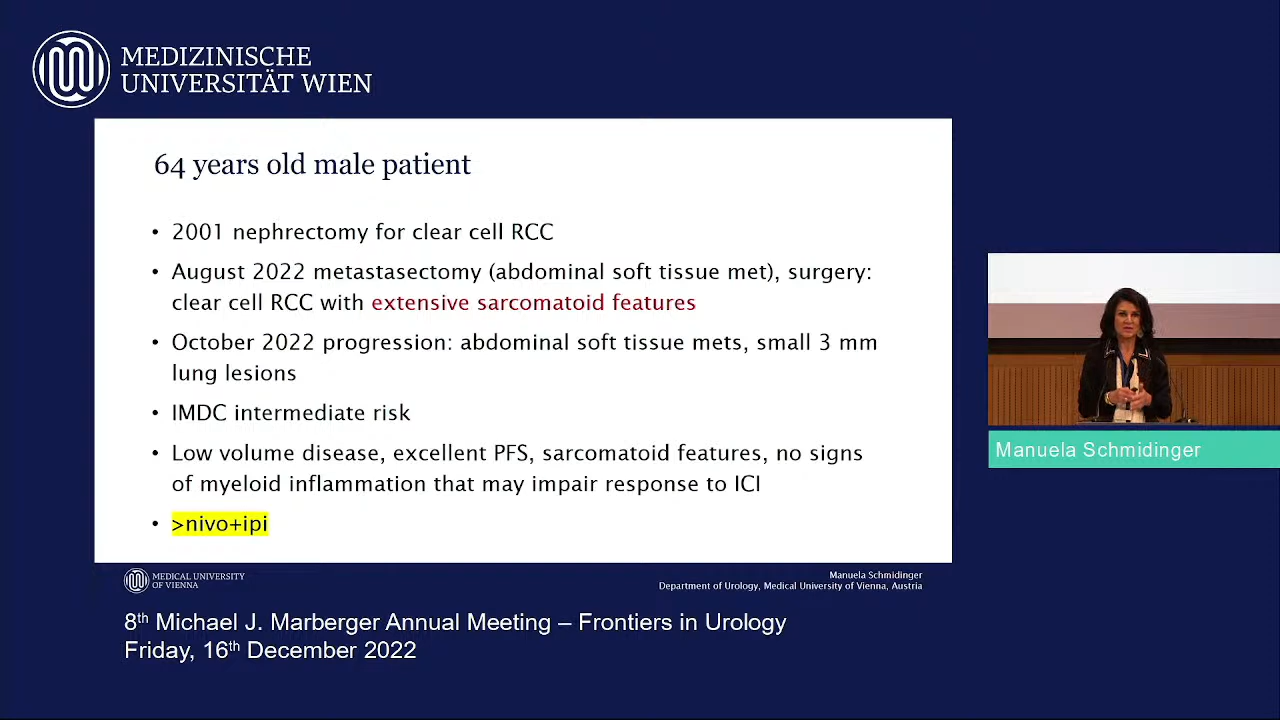 MEDIZINISCHE
UNIVERSITÄT WIEN
64 years old male patient
• 2001 nephrectomy for clear cell RCC
• August 2022 metastasectomy (abdominal soft tissue met), surgery:
clear cell RCC with extensive sarcomatoid features
• October 2022 progression: abdominal soft tissue mets, small 3 mm
lung lesions
• IMDC intermediate risk
• Low volume disease, excellent PFS, sarcomatoid features, no signs
of myeloid inflammation that may impair response to ICI
• >nivo+ipi
Manuela Schmidinger
MEDICAL UNIVERSITY
OF VIENNA
Manuela Schmidinger
Department of Urology, Medical University of Vienna, Austria
8th Michael J. Marberger Annual Meeting – Frontiers in Urology
Friday, 16th December 2022